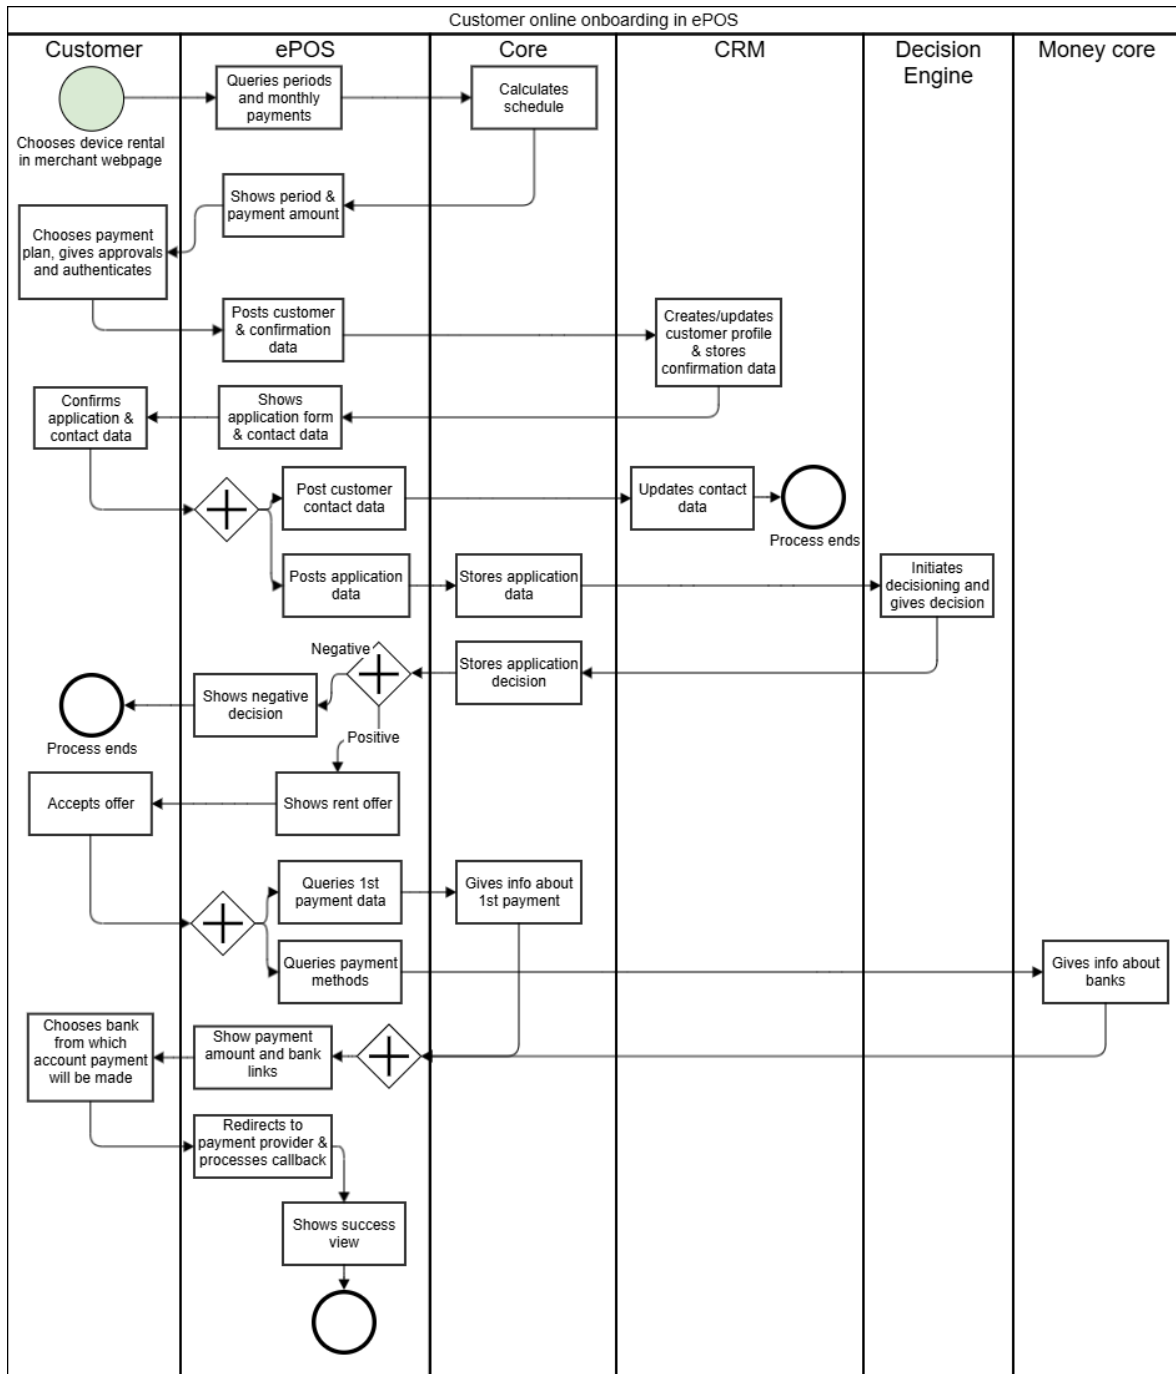 Customer online onboarding in ePOS
Customer
ePOS
Core
CRM
Decision
Engine
Money core
Chooses device rental
in merchant webpage
Queries periods
and monthly
payments
Calculates
schedule
Shows period &
payment amount
Chooses payment
plan, gives approvals
and authenticates
Posts customer
& confirmation
data
Creates/updates
customer profile
& stores
confirmation data
Shows
application form
& contact data
Confirms
application &
contact data
Post customer
contact data
Updates contact
data
Process ends
Posts application
data
Stores application
data
Initiates
decisioning and
gives decision
Stores application
decision
Negative
Shows negative
decision
Process ends
Positive
Shows rent offer
Accepts offer
Queries 1st
payment data
Gives info about
1st payment
Queries payment
methods
Gives info about
banks
Show payment
amount and bank
links
Chooses bank
from which
account payment
will be made
Redirects to
payment provider &
processes callback
Shows success
view